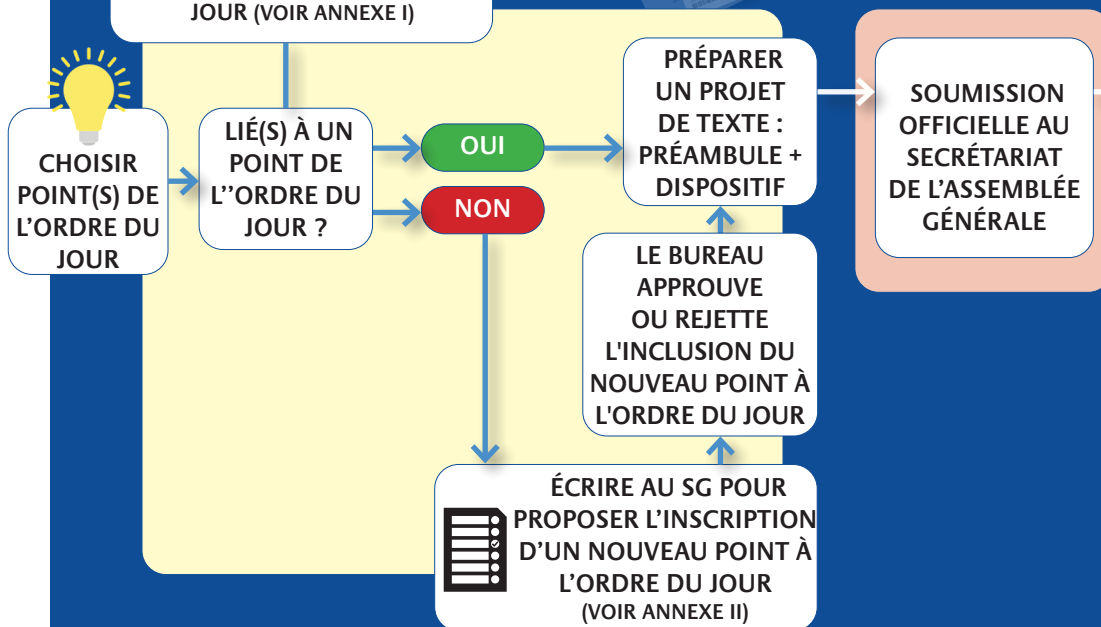 JOUR (VOIR ANNEXE I)
CHOISIR
POINT(S) DE
L'ORDRE DU
JOUR
LIÉ(S) À UN
POINT DE
L''ORDRE DU
JOUR ?
OUI
NON
PRÉPARER
UN PROJET
DE TEXTE :
PRÉAMBULE +
DISPOSITIF
LE BUREAU
APPROUVE
OU REJETTE
L'INCLUSION DU
NOUVEAU POINT À
L'ORDRE DU JOUR
ÉCRIRE AU SG POUR
PROPOSER L’INSCRIPTION
D’UN NOUVEAU POINT À
L’ORDRE DU JOUR
(VOIR ANNEXE II)
SOUMISSION
OFFICIELLE AU
SECRÉTARIAT
DE L’ASSEMBLÉE
GÉNÉRALE